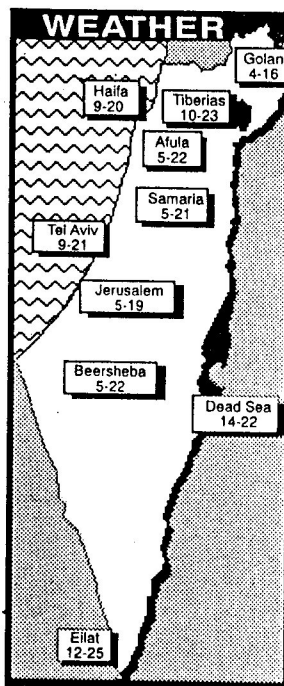 WEATHER
Golan
4-16
Haifa
9-20
Tiberias
10-23
Afula
5-22
Samaria
5-21
Tel Aviv
9-21
Jerusalem
5-19
Beersheba
5-22
Dead Sea
14-22
Eilat
12-25